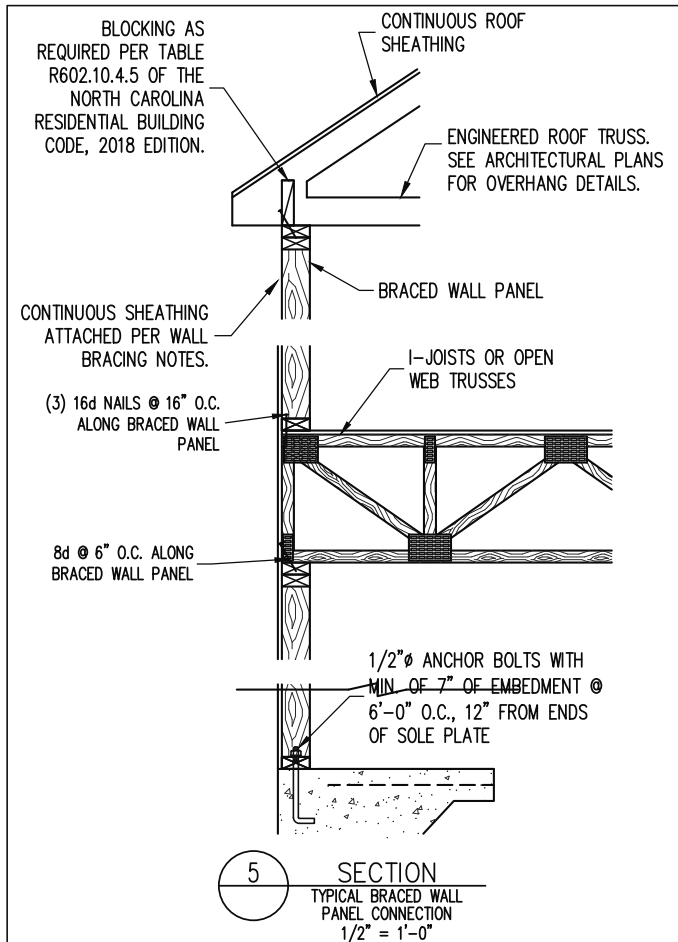 BLOCKING AS
REQUIRED PER TABLE
R602.10.4.5 OF THE
NORTH CAROLINA
RESIDENTIAL BUILDING
CODE, 2018 EDITION.
CONTINUOUS ROOF
SHEATHING
ENGINEERED ROOF TRUSS.
SEE ARCHITECTURAL PLANS
FOR OVERHANG DETAILS.
BRACED WALL PANEL
CONTINUOUS SHEATHING
ATTACHED PER WALL
BRACING NOTES.
I-JOISTS OR OPEN
WEB TRUSSES
(3) 16d NAILS @ 16" O.C.
ALONG BRACED WALL
PANEL
8d @ 6" O.C. ALONG
BRACED WALL PANEL
1/2"ø ANCHOR BOLTS WITH
MIN. OF 7" OF EMBEDMENT @
6'-0" O.C., 12" FROM ENDS
OF SOLE PLATE
5
SECTION
TYPICAL BRACED WALL
PANEL CONNECTION
1/2" = 1'-0"